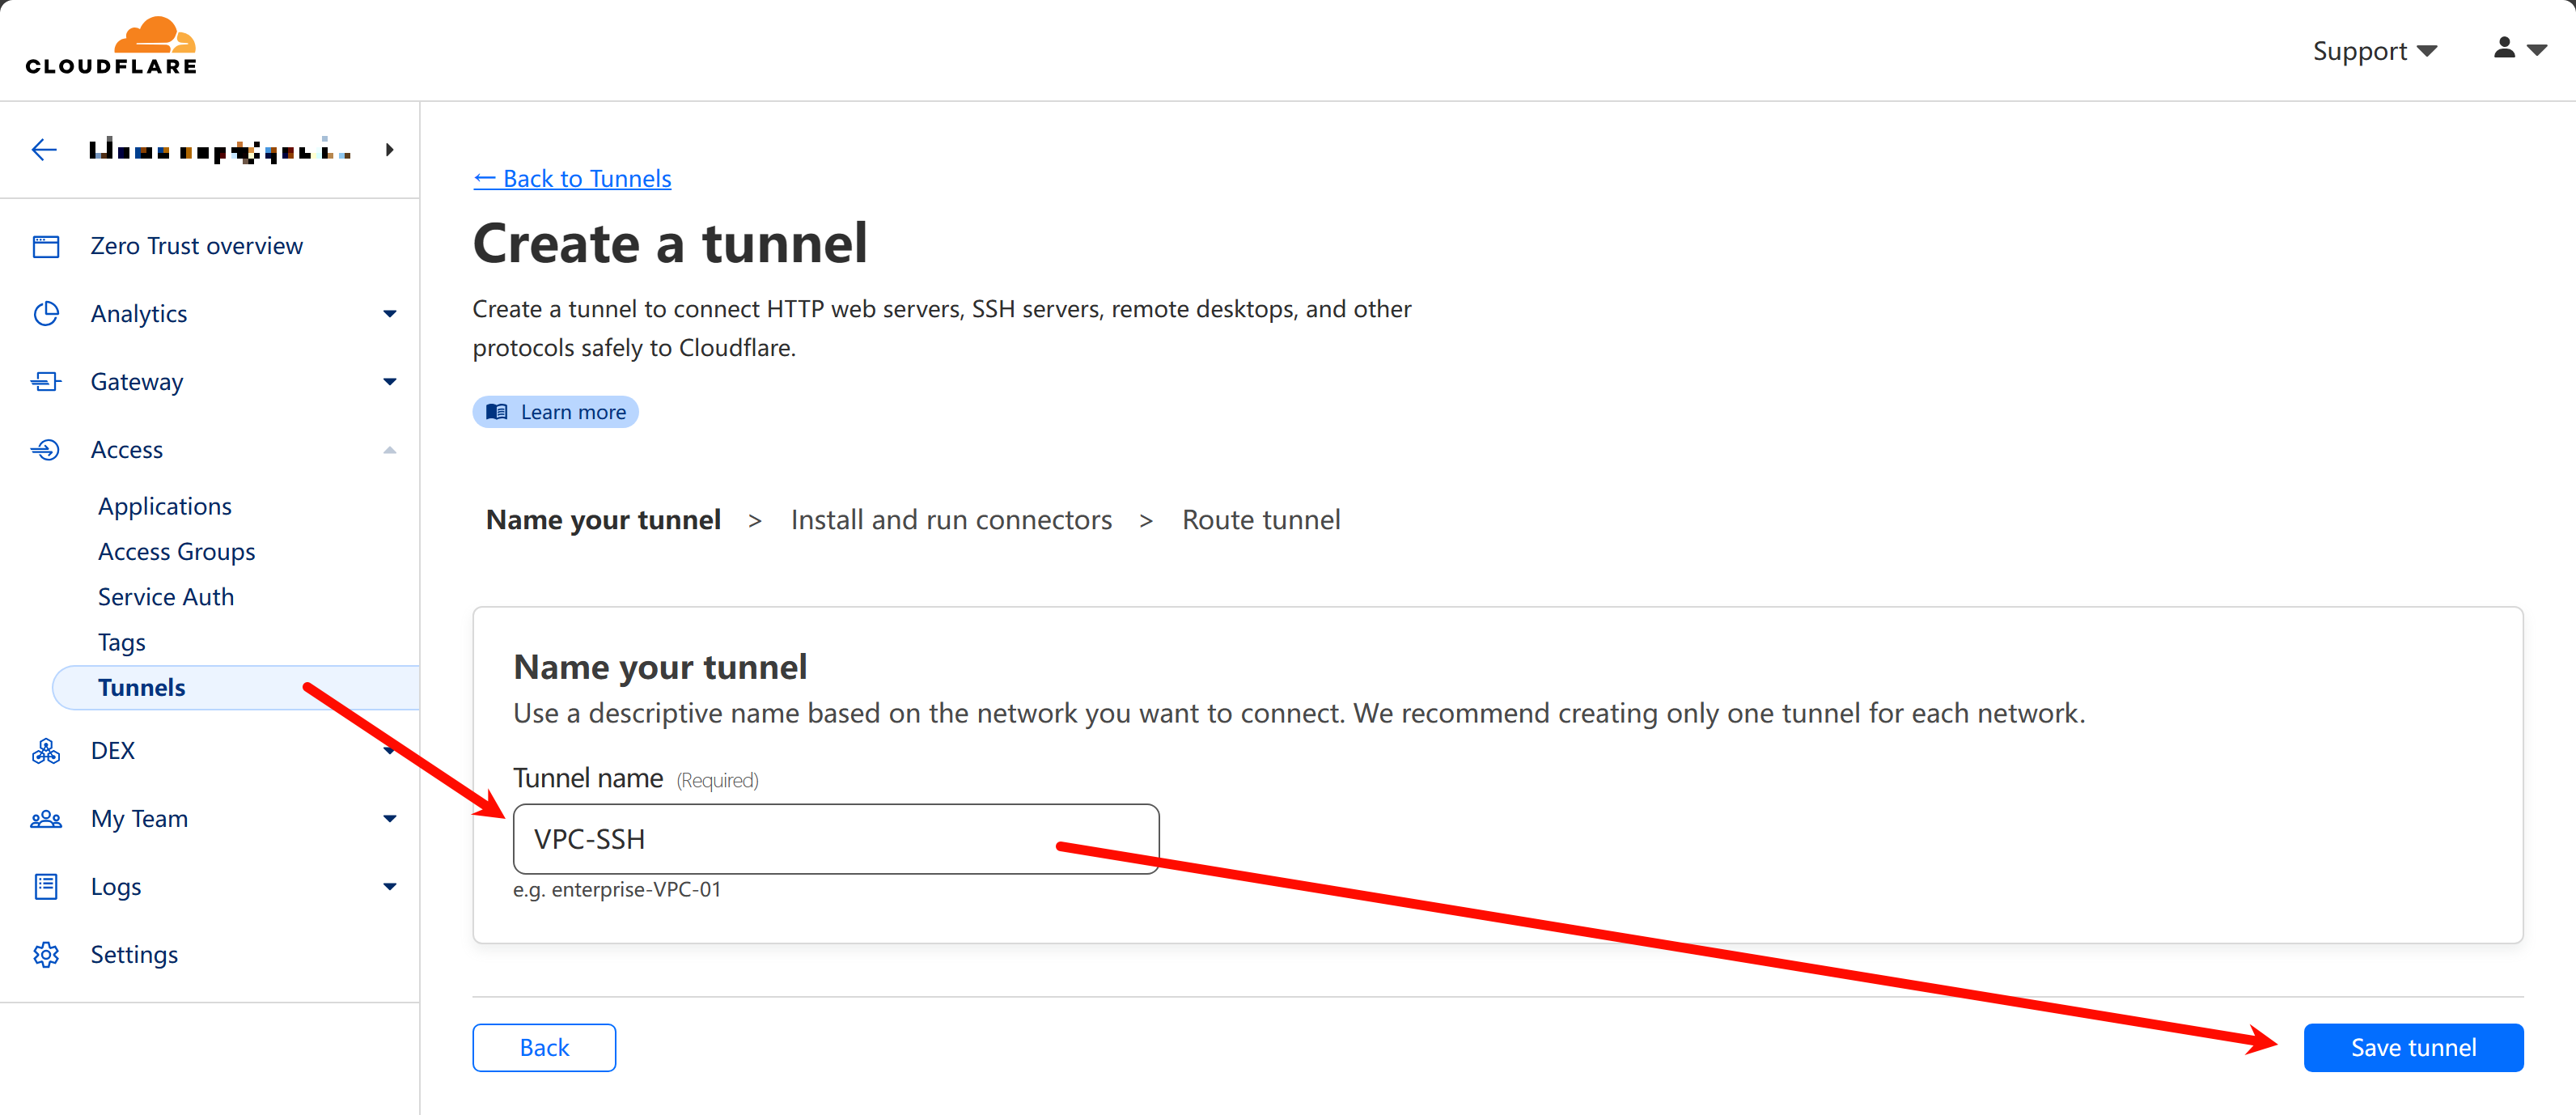 CLOUDFLARE
Support
Zero Trust overview
Analytics
Gateway
Access
Applications
Access Groups
Service Auth
Tags
Tunnels
DEX
My Team
Logs
Settings
← Back to Tunnels
Create a tunnel
Create a tunnel to connect HTTP web servers, SSH servers, remote desktops, and other
protocols safely to Cloudflare.
Learn more
Name your tunnel > Install and run connectors > Route tunnel
Name your tunnel
Use a descriptive name based on the network you want to connect. We recommend creating only one tunnel for each network.
Tunnel name (Required)
VPC-SSH
e.g. enterprise-VPC-01
Back
Save tunnel